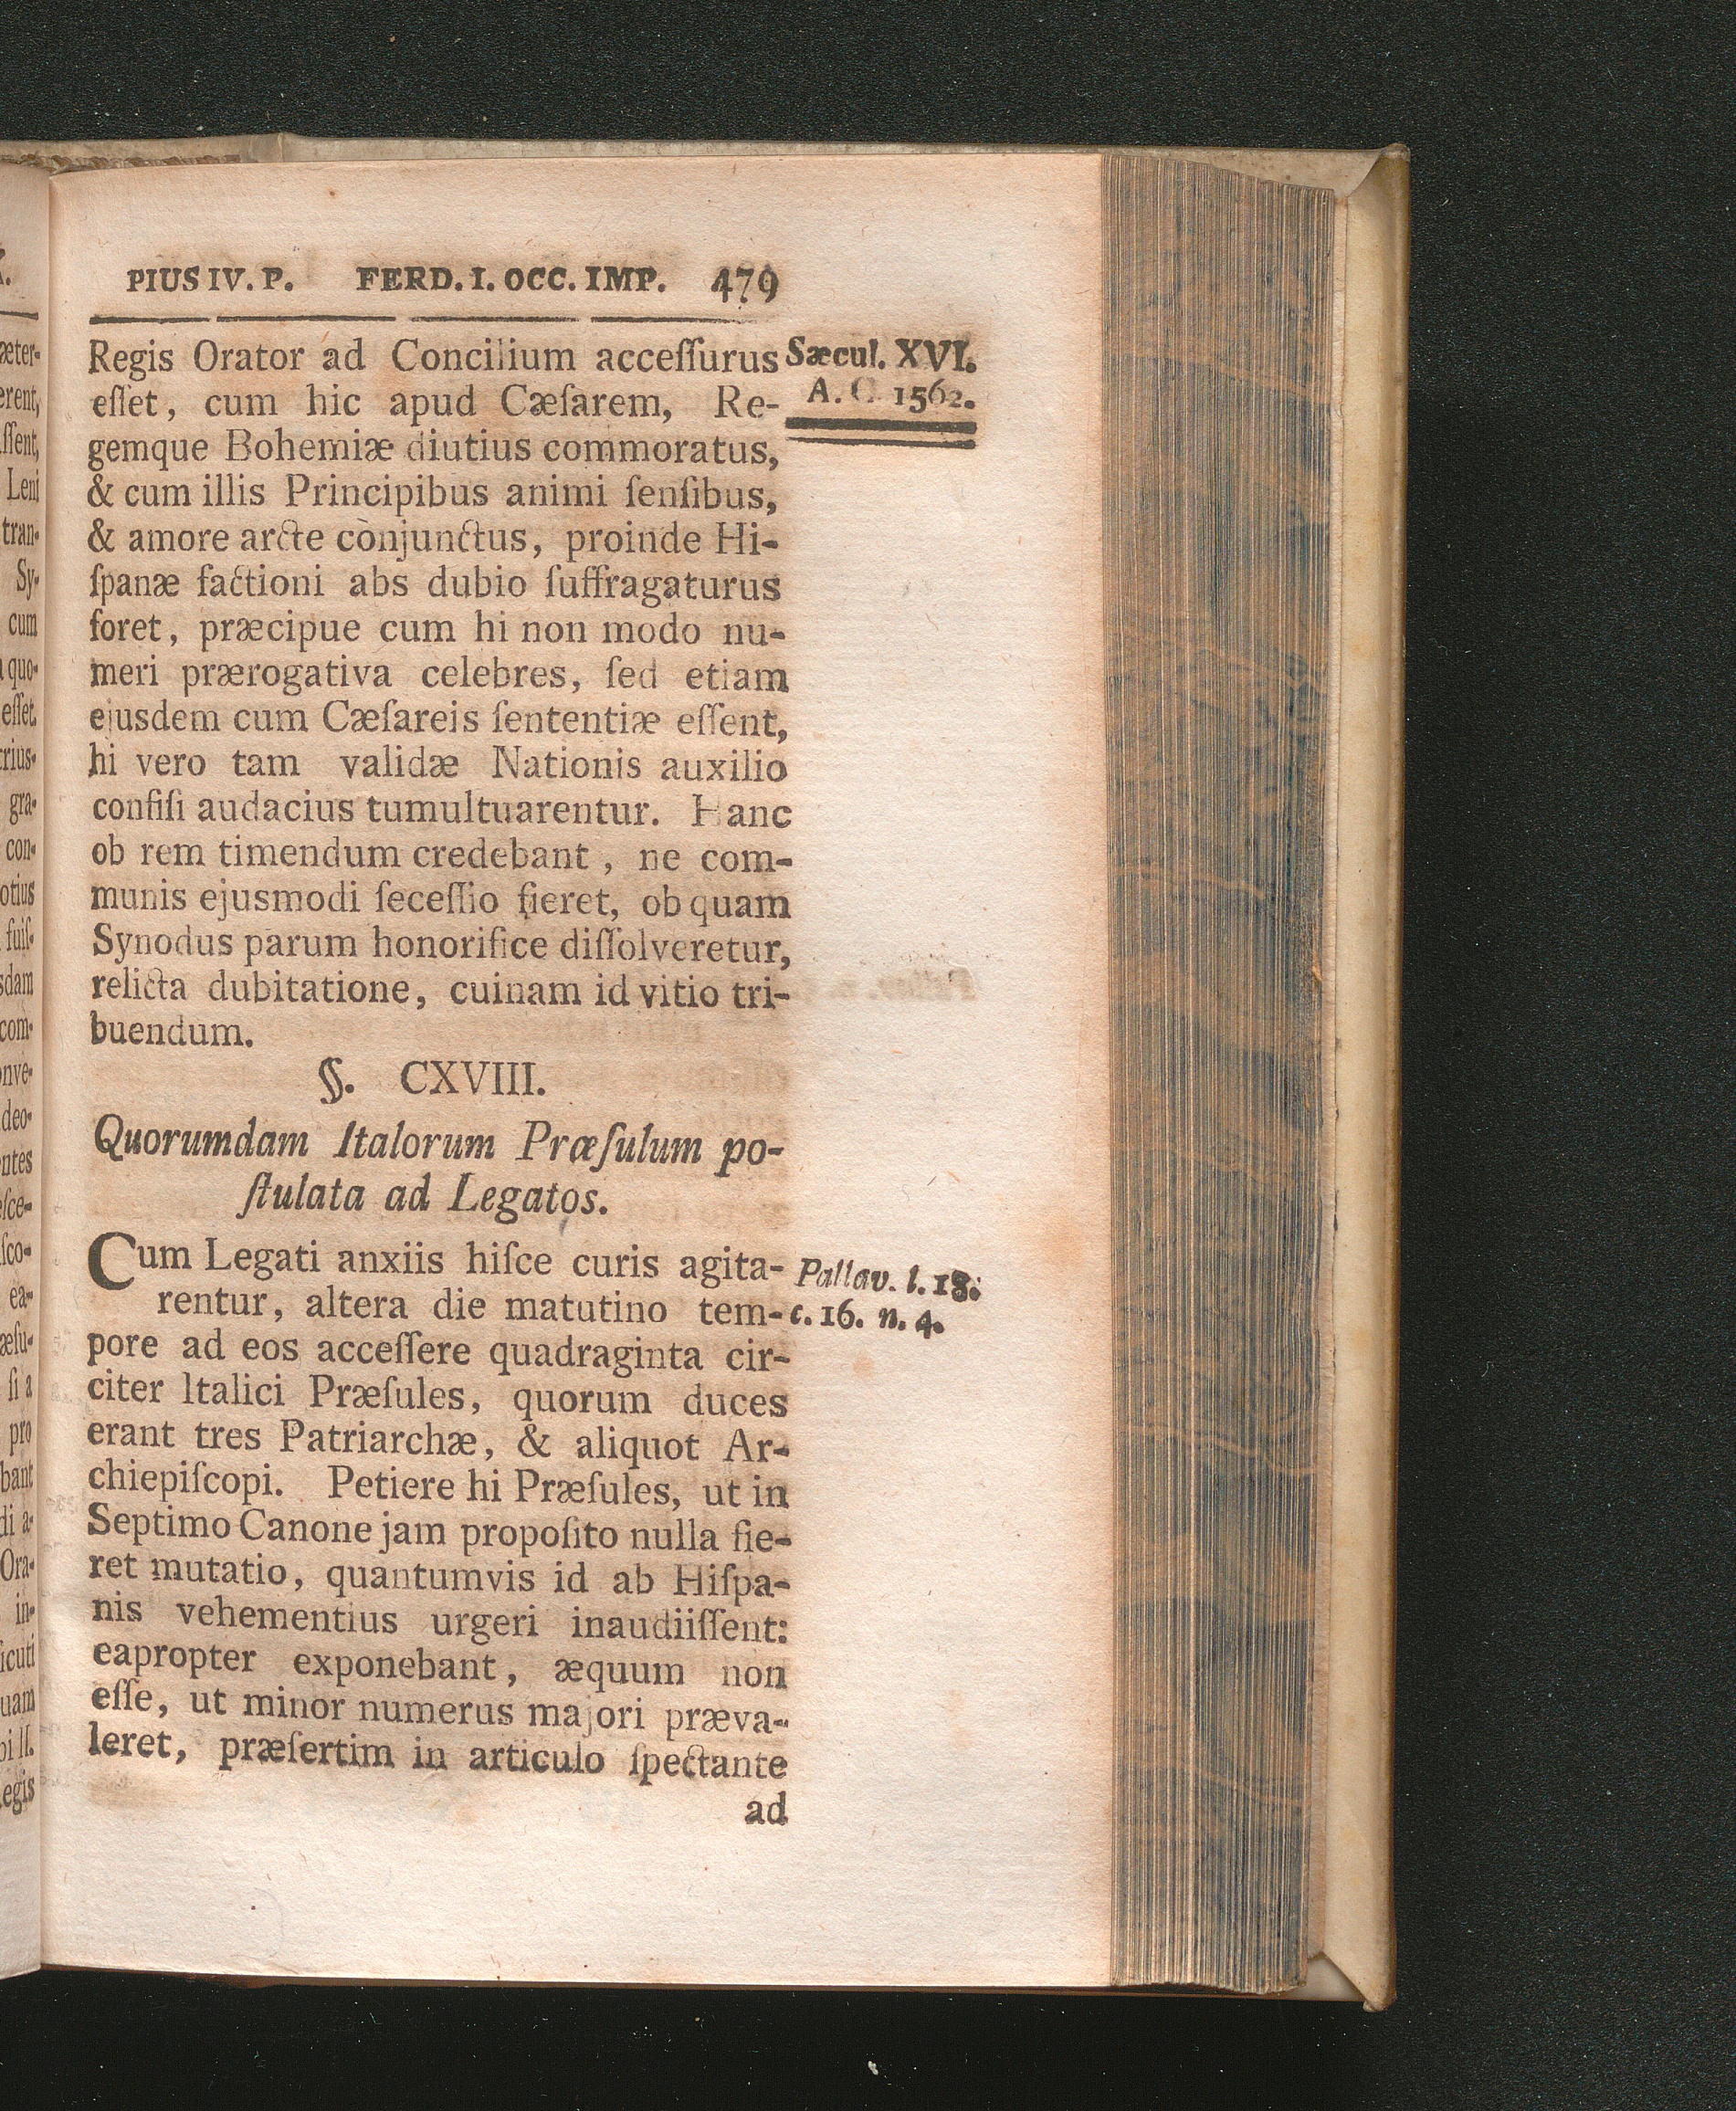 PIUS IV. P. FERD. I. OCC. IMP. 479
Sæcul. XVI.
A. C. 1562.
Regis Orator ad Concilium acceſſurus
eſſet, cum hic apud Cæſarem, Re-
gemque Bohemiæ diutius commoratus,
& cum illis Principibus animi ſenſibus,
& amore arcte cònjunctus, proinde Hi-
ſpanæ factioni abs dubio ſuffragaturus
foret, præcipue cum hi non modo nu-
meri prærogativa celebres, ſed etiam
ejusdem cum Cæſareis ſententiæ eſſent,
hi vero tam validæ Nationis auxilio
confiſi audacius tumultuarentur. Hanc
ob rem timendum credebant, ne com-
munis ejusmodi ſeceſſio fieret, ob quam
Synodus parum honorifice diſſolveretur,
relicta dubitatione, cuinam id vitio tri-
buendum.
§. CXVIII.
Quorumdam Italorum Præſulum po-
ſtulata ad Legatos.
Cum Legati anxiis hiſce curis agita-
rentur, altera die matutino tem-
Pallav. l. 18.
c. 16. n. 4.
pore ad eos acceſſere quadraginta cir-
citer Italici Præſules, quorum duces
erant tres Patriarchæ, & aliquot Ar-
chiepiſcopi. Petiere hi Præſules, ut in
Septimo Canone jam propoſito nulla fie-
ret mutatio, quantumvis id ab Hiſpa-
nis vehementius urgeri inaudiiſſent:
eapropter exponebant, æquum non
eſſe, ut minor numerus majori præva-
leret, præſertim in articulo ſpectante
ad